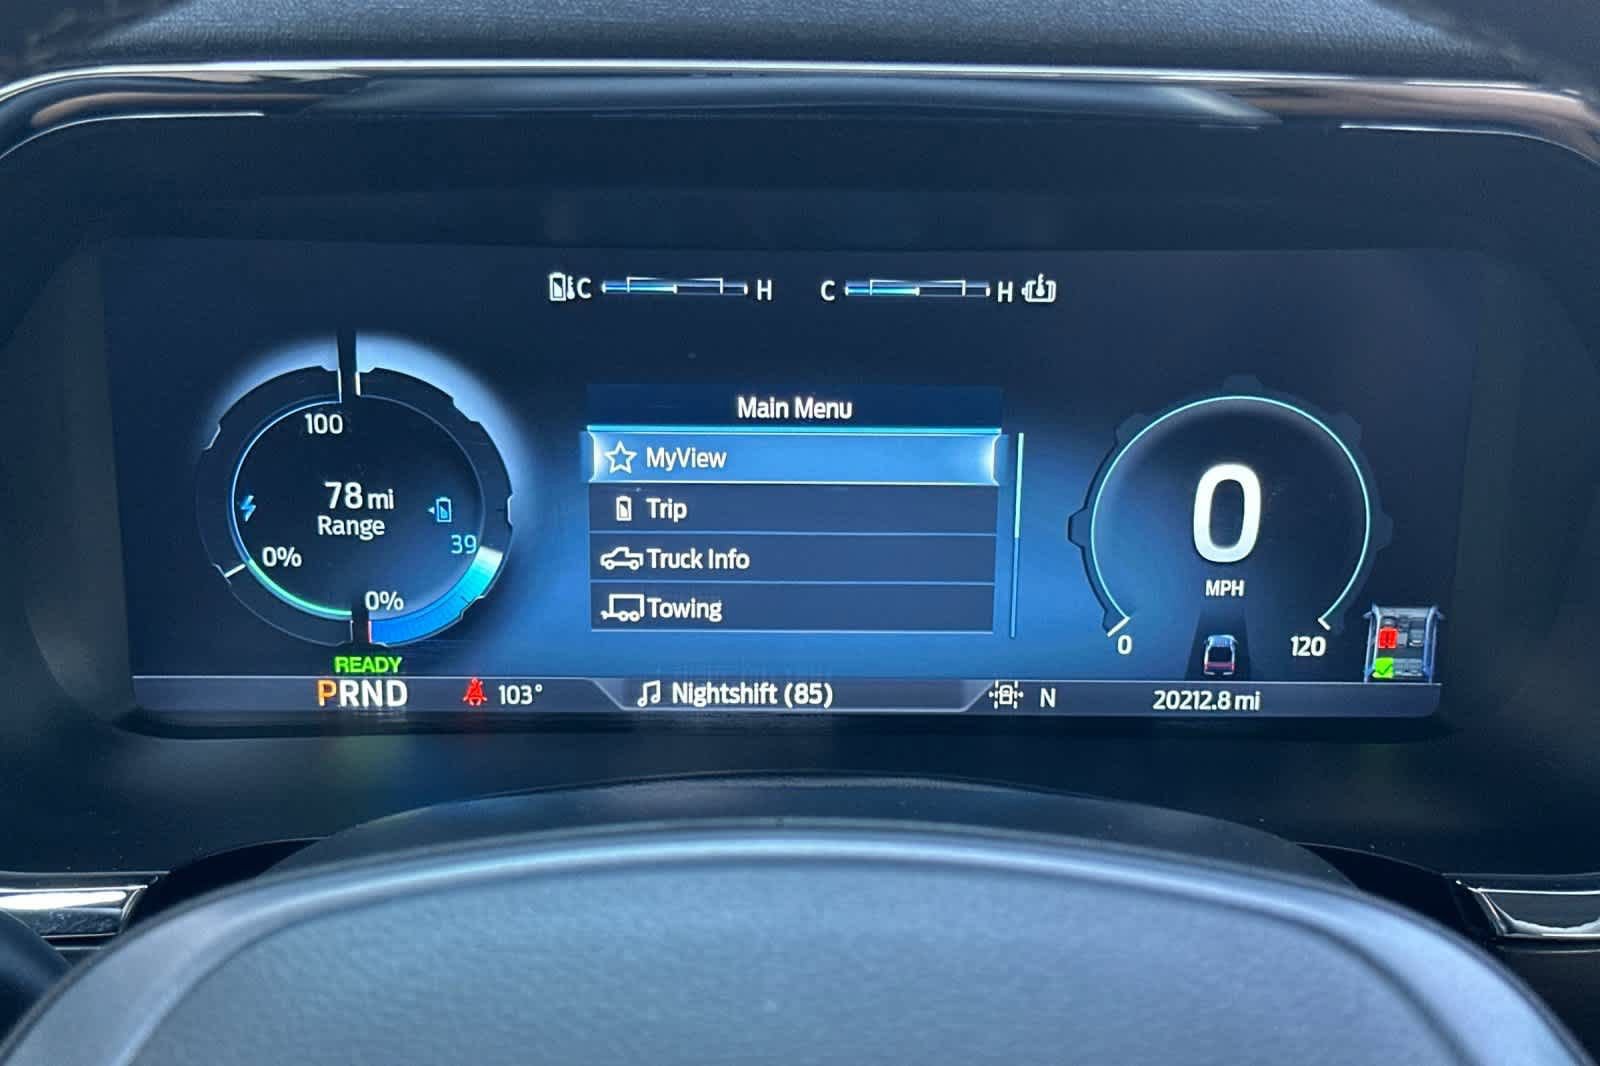 C H
C H
100
78 mi
Range
39
0%
0%
READY
PRND
103°
Main Menu
MyView
Trip
Truck Info
Towing
Nightshift (85)
N
0
MPH
0
120
20212.8 mi